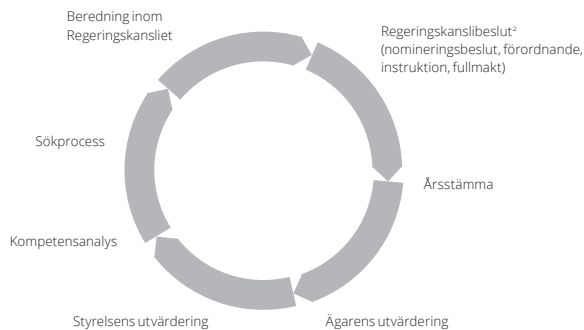 Beredning inom
Regeringskansliet
Regeringskanslibeslut²
(nomineringsbeslut, förordnande,
instruktion, fullmakt)
Sökprocess
Årsstämma
Kompetensanalys
Styrelsens utvärdering
Ägarens utvärdering